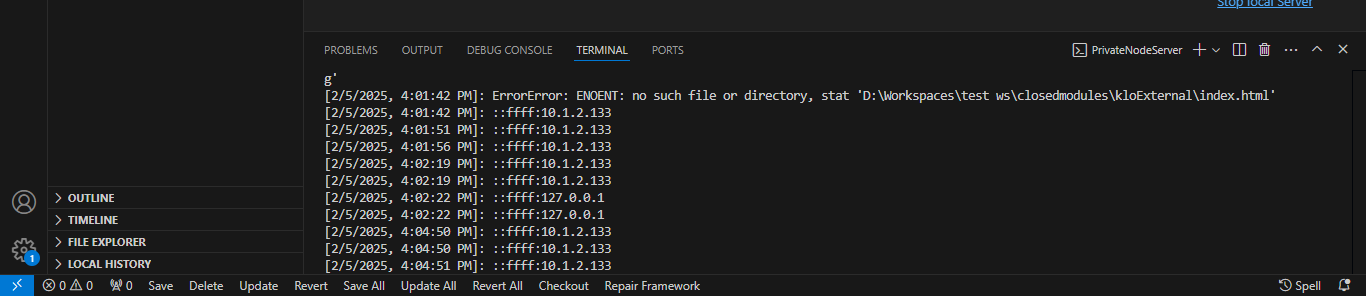 Stop local Server
PROBLEMS OUTPUT DEBUG CONSOLE TERMINAL PORTS PrivateNodeServer
g'
[2/5/2025, 4:01:42 PM]: ErrorError: ENOENT: no such file or directory, stat 'D:\Workspaces\test ws\closedmodules\kloExternal\index.html'
[2/5/2025, 4:01:42 PM]: ::ffff:10.1.2.133
[2/5/2025, 4:01:51 PM]: ::ffff:10.1.2.133
[2/5/2025, 4:01:56 PM]: ::ffff:10.1.2.133
[2/5/2025, 4:02:19 PM]: ::ffff:10.1.2.133
[2/5/2025, 4:02:19 PM]: ::ffff:10.1.2.133
[2/5/2025, 4:02:22 PM]: ::ffff:127.0.0.1
[2/5/2025, 4:02:22 PM]: ::ffff:127.0.0.1
[2/5/2025, 4:04:50 PM]: ::ffff:10.1.2.133
[2/5/2025, 4:04:50 PM]: ::ffff:10.1.2.133
[2/5/2025, 4:04:51 PM]: ::ffff:10.1.2.133
OUTLINE
TIMELINE
FILE EXPLORER
LOCAL HISTORY
1
0 0 0 Save Delete Update Revert Save All Update All Revert All Checkout Repair Framework Spell